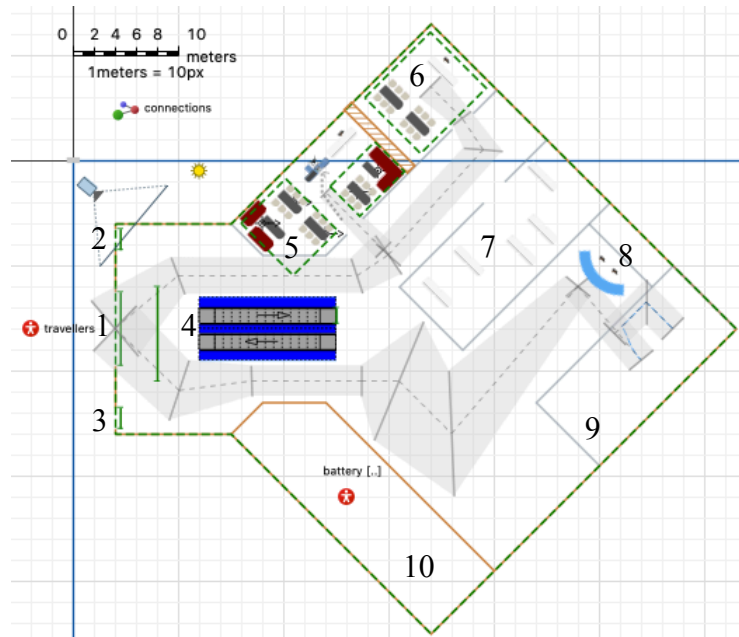 0 2 4 6 8 10
meters
1meters = 10px
connections
6
2
5
7
8
1
travellers
4
3
9
battery [..]
10